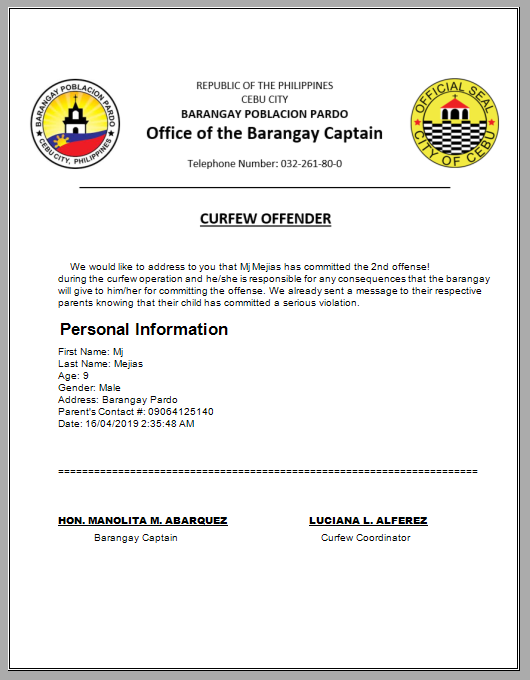 REPUBLIC OF THE PHILIPPINES
CEBU CITY
BARANGAY POBLACION PARDO
Office of the Barangay Captain
Telephone Number: 032-261-80-0
BARANGAY POBLACION PARDO
CEBU CITY, PHILIPPINES
OFFICIAL SEAL
CITY OF CEBU
CURFEW OFFENDER
We would like to address to you that Mj Mejias has committed the 2nd offense!
during the curfew operation and he/she is responsible for any consequences that the barangay
will give to him/her for committing the offense. We already sent a message to their respective
parents knowing that their child has committed a serious violation.
Personal Information
First Name: Mj
Last Name: Mejias
Age: 9
Gender: Male
Address: Barangay Pardo
Parent's Contact #: 09064125140
Date: 16/04/2019 2:35:48 AM
======================================================================
HON. MANOLITA M. ABARQUEZ
LUCIANA L. ALFEREZ
Barangay Captain
Curfew Coordinator